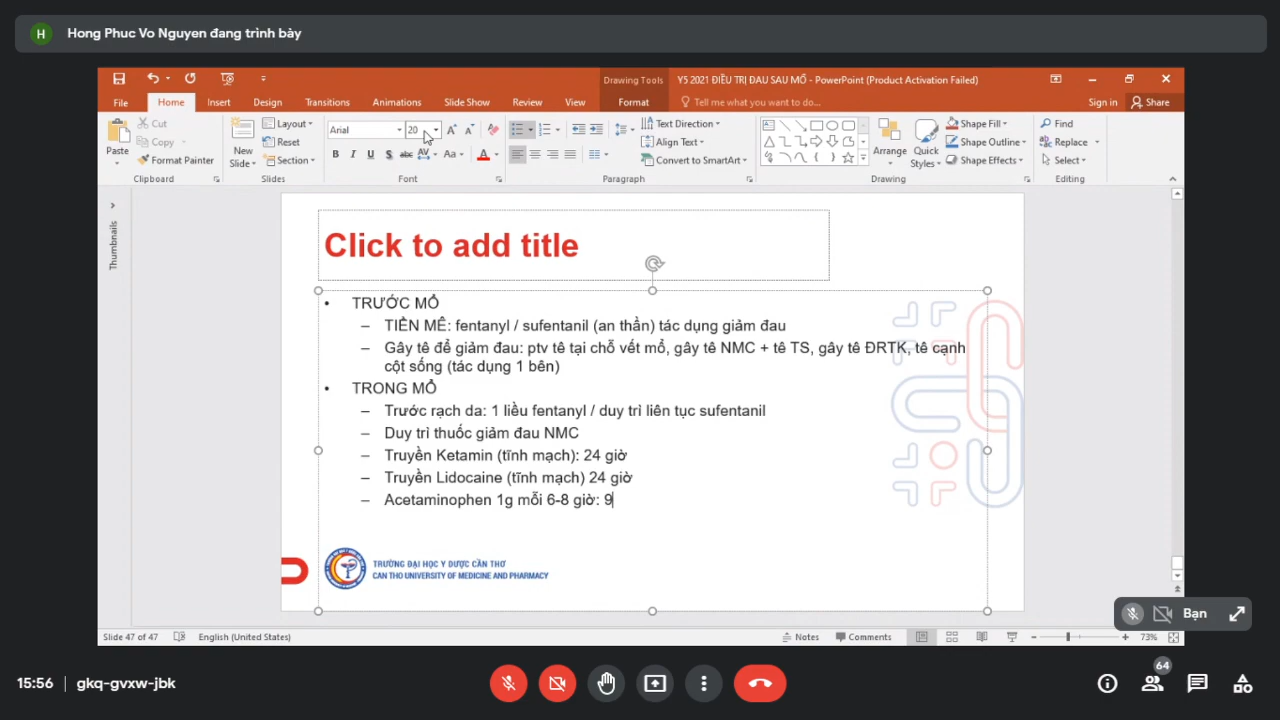 H Hong Phuc Vo Nguyen đang trình bày
Drawing Tools
Y5 2021 ĐIỀU TRỊ ĐAU SAU MỔ - PowerPoint (Product Activation Failed)
File Home Insert Design Transitions Animations Slide Show Review View Format Tell me what you want to do... Sign in Share
Paste
Cut
Copy
Format Painter
Clipboard
New Slide
Layout
Reset
Section
Slides
Arial 20
B I U S abc AV Aa A
Font
Text Direction
Align Text
Convert to SmartArt
Paragraph
Arrange
Quick Styles
Shape Fill
Shape Outline
Shape Effects
Drawing
Find
Replace
Select
Editing
Thumbnails
Click to add title
• TRƯỚC MỔ
– TIỀN MÊ: fentanyl / sufentanil (an thần) tác dụng giảm đau
– Gây tê để giảm đau: ptv tê tại chỗ vết mổ, gây tê NMC + tê TS, gây tê ĐRTK, tê cạnh
cột sống (tác dụng 1 bên)
• TRONG MỔ
– Trước rạch da: 1 liều fentanyl / duy trì liên tục sufentanil
– Duy trì thuốc giảm đau NMC
– Truyền Ketamin (tĩnh mạch): 24 giờ
– Truyền Lidocaine (tĩnh mạch) 24 giờ
– Acetaminophen 1g mỗi 6-8 giờ: 9
TRƯỜNG ĐẠI HỌC Y DƯỢC CẦN THƠ
CAN THO UNIVERSITY OF MEDICINE AND PHARMACY
Bạn
Slide 47 of 47 English (United States) Notes Comments 73%
15:56 | gkq-gvxw-jbk
64